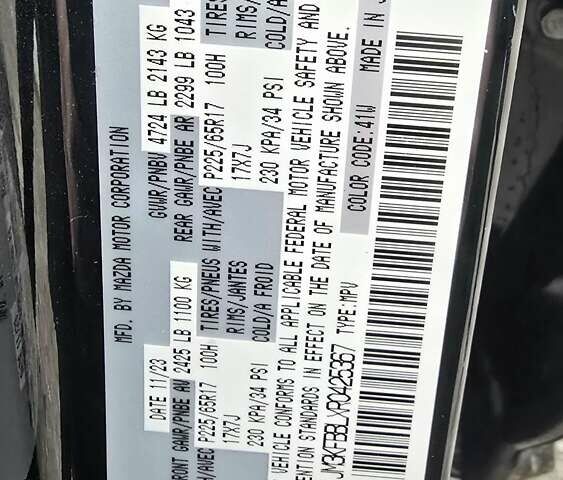 MFD. BY MAZDA MOTOR CORPORATION
DATE 11/23 GVWR/PNBV 4724 LB 2143 KG
FRONT GAWR/PNBE AV 2425 LB 1100 KG REAR GAWR/PNBE AR 2299 LB 1043
WITH/AVEC P225/65R17 100H TIRES/PNEUS WITH/AVEC P225/65R17 100H TIRES
17X7J RIMS/JANTES 17X7J RIMS/
230 KPA/34 PSI COLD/A FROID 230 KPA/34 PSI COLD/A
VEHICLE CONFORMS TO ALL APPLICABLE FEDERAL MOTOR VEHICLE SAFETY AND
STANDARDS IN EFFECT ON THE DATE OF MANUFACTURE SHOWN ABOVE.
TYPE:MPV COLOR CODE:41W MADE IN J